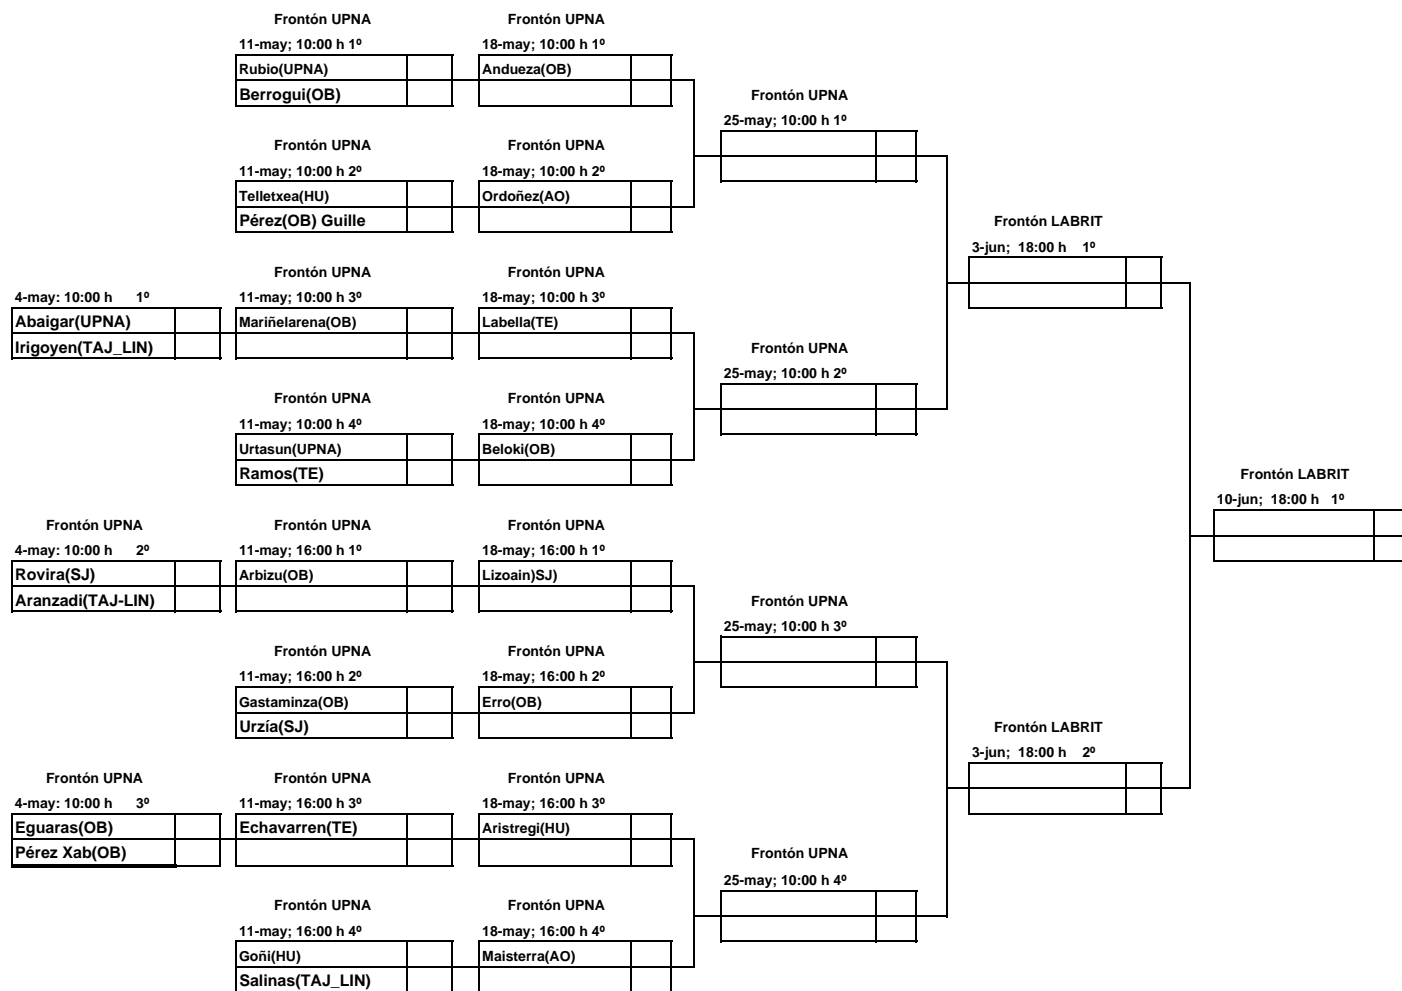 Frontón UPNA Frontón UPNA
11-may; 10:00 h 1º 18-may; 10:00 h 1º
Rubio(UPNA) Andueza(OB)
Berrogui(OB) Frontón UPNA
25-may; 10:00 h 1º
Frontón UPNA Frontón UPNA
11-may; 10:00 h 2º 18-may; 10:00 h 2º
Telletxea(HU) Ordoñez(AO)
Pérez(OB) Guille Frontón LABRIT
3-jun; 18:00 h 1º
Frontón UPNA Frontón UPNA
4-may: 10:00 h 1º 11-may; 10:00 h 3º 18-may; 10:00 h 3º
Abaigar(UPNA) Mariñelarena(OB) Labella(TE)
Irigoyen(TAJ_LIN) Frontón UPNA
25-may; 10:00 h 2º
Frontón UPNA Frontón UPNA
11-may; 10:00 h 4º 18-may; 10:00 h 4º
Urtasun(UPNA) Beloki(OB)
Ramos(TE) Frontón LABRIT
10-jun; 18:00 h 1º
Frontón UPNA Frontón UPNA Frontón UPNA
4-may: 10:00 h 2º 11-may; 16:00 h 1º 18-may; 16:00 h 1º
Rovira(SJ) Arbizu(OB) Lizoain)SJ)
Aranzadi(TAJ-LIN) Frontón UPNA
25-may; 10:00 h 3º
Frontón UPNA Frontón UPNA
11-may; 16:00 h 2º 18-may; 16:00 h 2º
Gastaminza(OB) Erro(OB)
Urzía(SJ) Frontón LABRIT
3-jun; 18:00 h 2º
Frontón UPNA Frontón UPNA Frontón UPNA
4-may: 10:00 h 3º 11-may; 16:00 h 3º 18-may; 16:00 h 3º
Eguaras(OB) Echavarren(TE) Aristregi(HU)
Pérez Xab(OB) Frontón UPNA
25-may; 10:00 h 4º
Frontón UPNA Frontón UPNA
11-may; 16:00 h 4º 18-may; 16:00 h 4º
Goñi(HU) Maisterra(AO)
Salinas(TAJ_LIN)